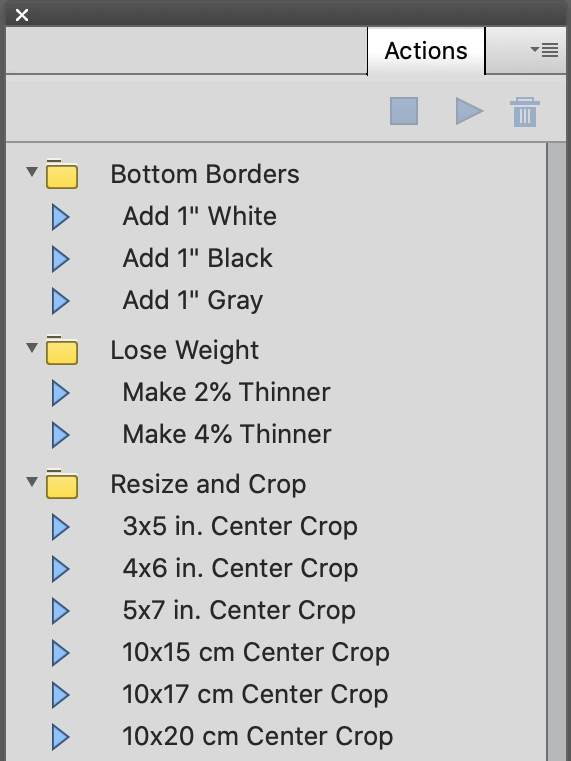 Actions
Bottom Borders
Add 1" White
Add 1" Black
Add 1" Gray
Lose Weight
Make 2% Thinner
Make 4% Thinner
Resize and Crop
3x5 in. Center Crop
4x6 in. Center Crop
5x7 in. Center Crop
10x15 cm Center Crop
10x17 cm Center Crop
10x20 cm Center Crop